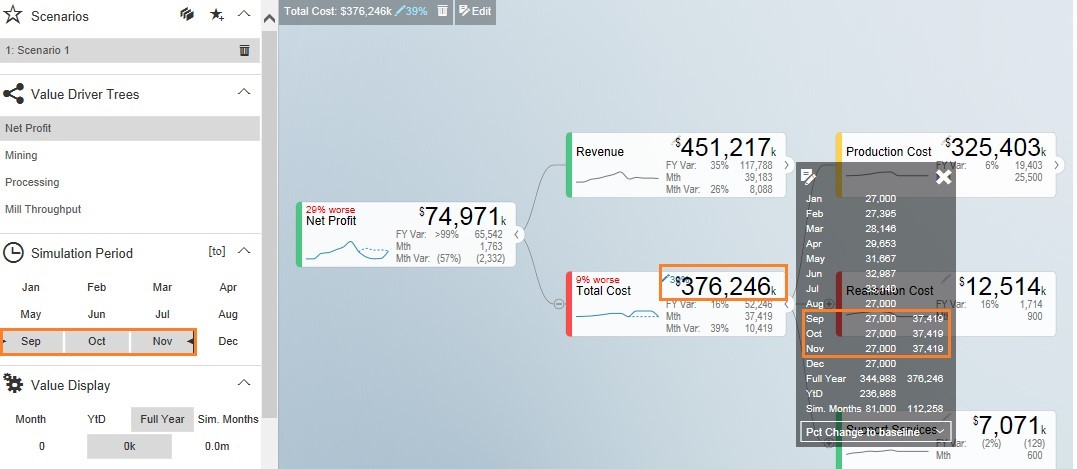 Scenarios
1: Scenario 1
Value Driver Trees
Net Profit
Mining
Processing
Mill Throughput
Simulation Period [to]
Jan Feb Mar Apr
May Jun Jul Aug
Sep Oct Nov Dec
Value Display
Month YtD Full Year Sim. Months
0 0k 0.0m
Total Cost: $376,246k 39% Edit
29% worse
Net Profit $74,971k
FY Var: >99% 65,542
Mth 1,763
Mth Var: (57%) (2,332)
Revenue $451,217k
FY Var: 35% 117,788
Mth 39,183
Mth Var: 26% 8,088
9% worse
Total Cost 39% $376,246k
FY Var: 16% 52,246
Mth 37,419
Mth Var: 39% 10,419
Production Cost $325,403k
FY Var: 6% 19,403
25,500
Jan 27,000
Feb 27,395
Mar 28,146
Apr 29,653
May 31,667
Jun 32,987
Jul 33,140
Aug 27,000
Sep 27,000 37,419
Oct 27,000 37,419
Nov 27,000 37,419
Dec 27,000
Full Year 344,988 376,246
YtD 236,988
Sim. Months 81,000 112,258
Pct Change to baseline
Cost $12,514k
FY Var: 16% 1,714
900
Support Services $7,071k
FY Var: (2%) (129)
Mth 600